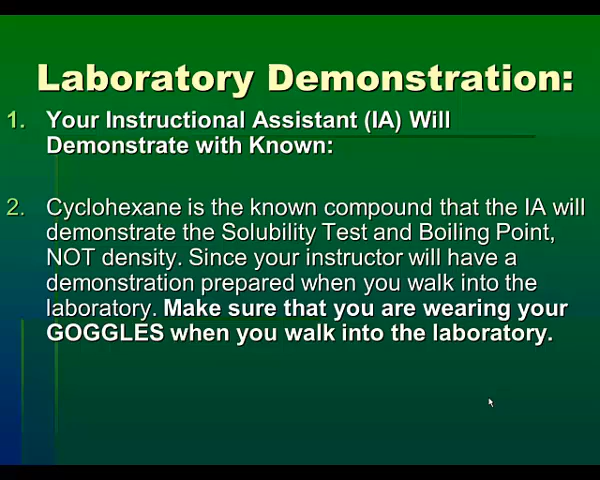 Laboratory Demonstration:
1. Your Instructional Assistant (IA) Will
Demonstrate with Known:
2. Cyclohexane is the known compound that the IA will
demonstrate the Solubility Test and Boiling Point,
NOT density. Since your instructor will have a
demonstration prepared when you walk into the
laboratory. Make sure that you are wearing your
GOGGLES when you walk into the laboratory.